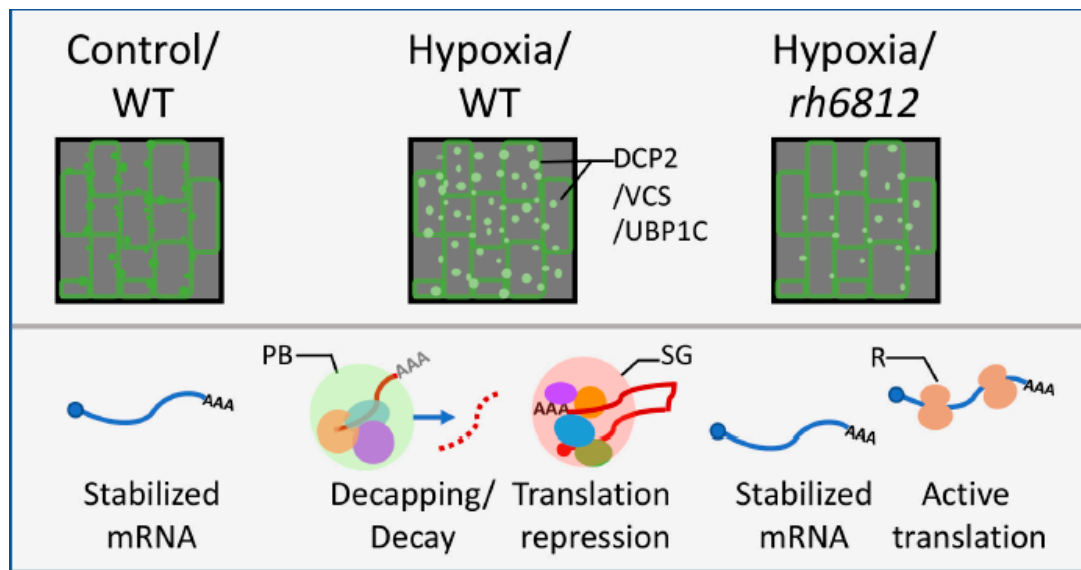 Control/
WT
Hypoxia/
WT
Hypoxia/
rh6812
DCP2
/VCS
/UBP1C
PB
AAA
AAA
AAA
SG
AAA
R
AAA
Stabilized
mRNA
Decapping/
Decay
Translation
repression
Stabilized
mRNA
Active
translation